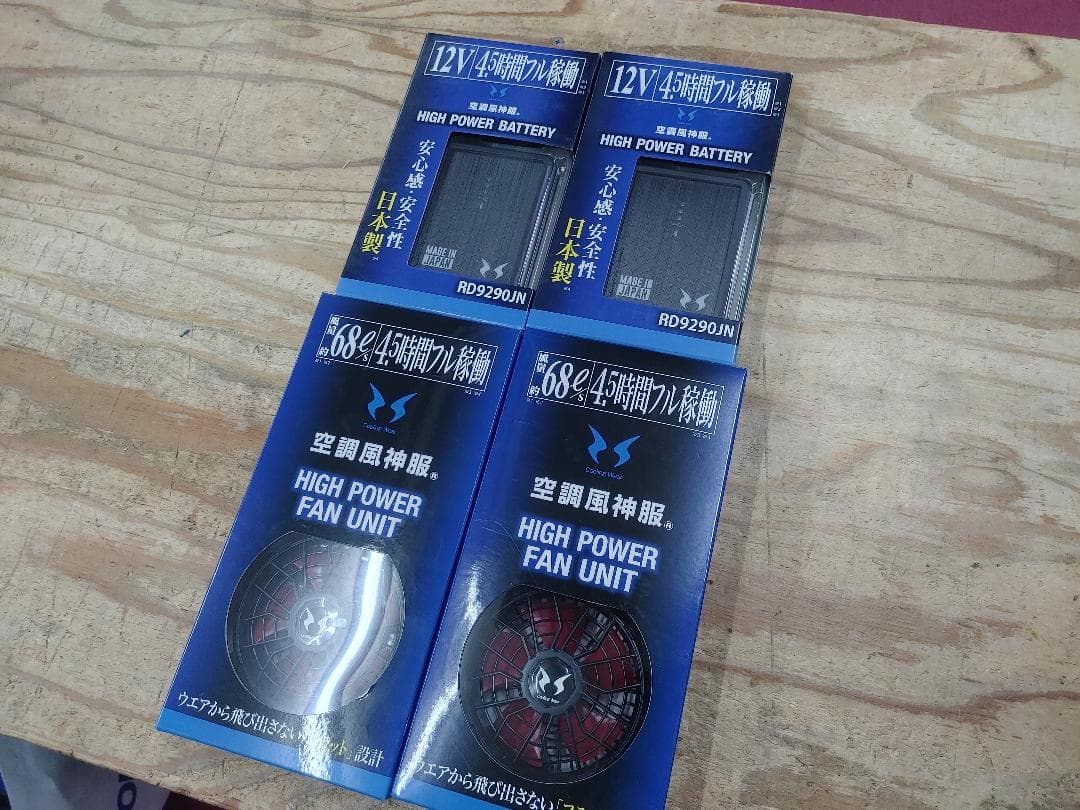 12V 4.5時間フル稼働
空調風神服®
HIGH POWER BATTERY
安心感・安全性
日本製
MADE IN
JAPAN
RD9290JN
12V 4.5時間フル稼働
空調風神服®
HIGH POWER BATTERY
安心感・安全性
日本製
MADE IN
JAPAN
RD9290JN
風量 約68ℓ/s 4.5時間フル稼働
空調風神服®
HIGH POWER
FAN UNIT
ウエアから飛び出さない ット」設計
風量 約68ℓ/s 4.5時間フル稼働
Cooling Wear
空調風神服®
HIGH POWER
FAN UNIT
ウエアから飛び出さない「フラ